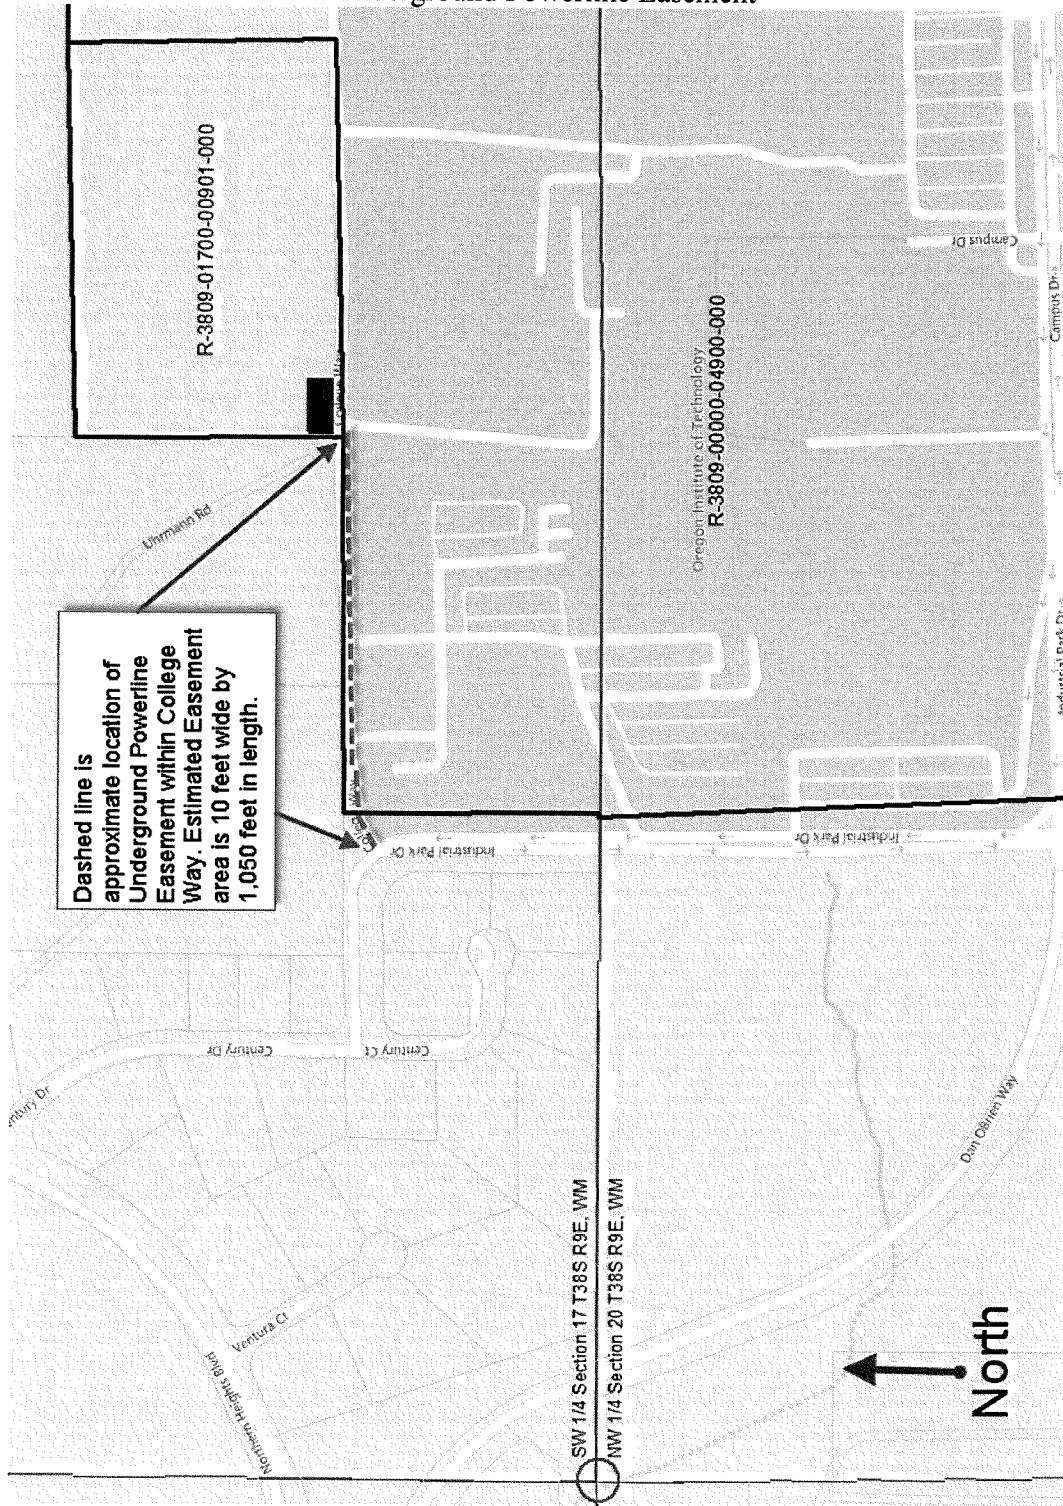 Powerline Easement
R-3809-01700-00901-000
Uhrmann Rd
Dashed line is
approximate location of
Underground Powerline
Easement within College
Way. Estimated Easement
area is 10 feet wide by
1,050 feet in length.
Way
Campus Dr
Campus Dr
Oregon Institute of Technology
R-3809-00000-04900-000
Industrial Park Dr
Industrial Park Dr
Industrial Park Dr
Century Dr
Century Ct
Dan OBrien Way
Ventura Ct
Northern Heights Blvd
SW 1/4 Section 17 T38S R9E, WM
NW 1/4 Section 20 T38S R9E, WM
North